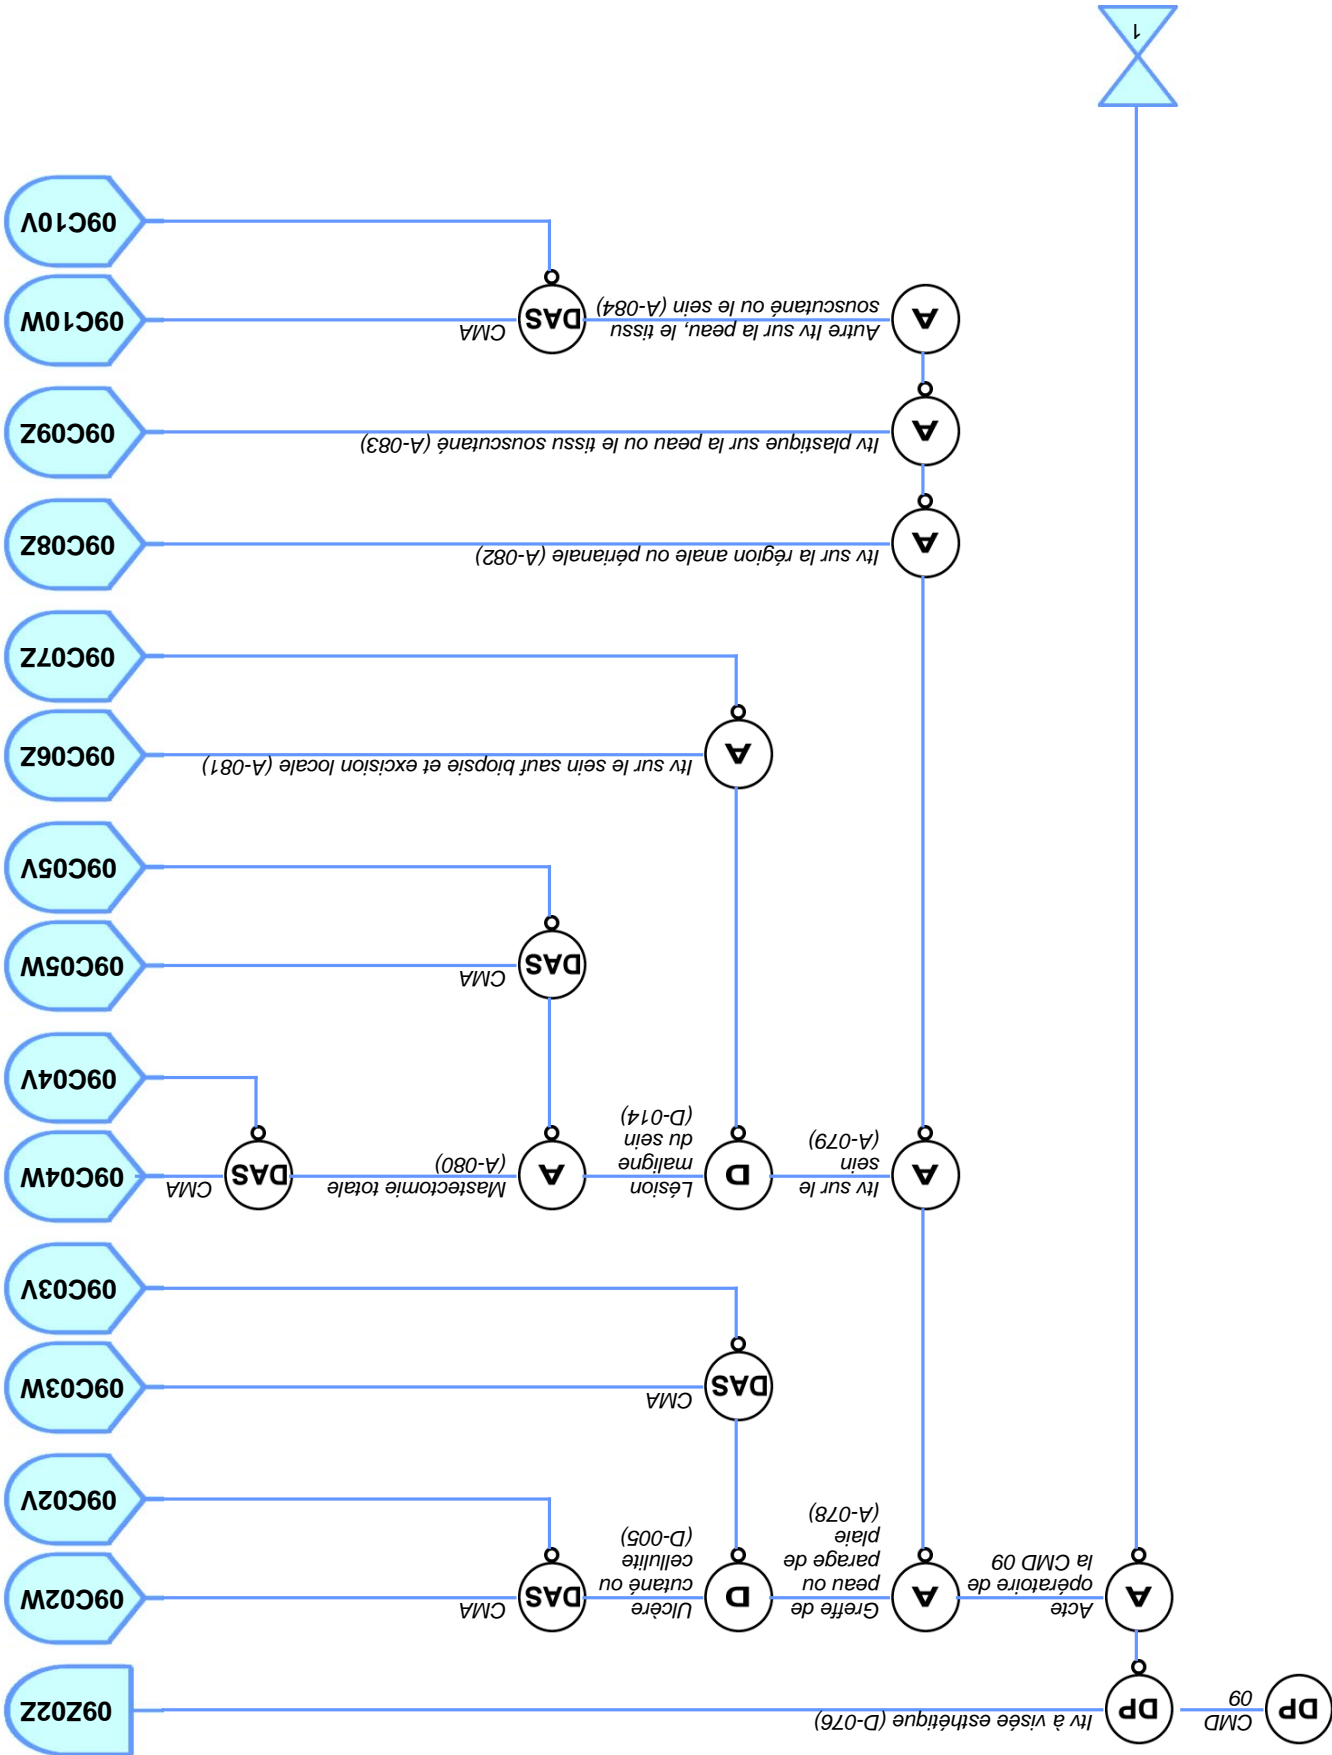 DP
CMD
09
DP
Itv à visée esthétique (D-076)
09Z02Z
A
Acte
opératoire de
la CMD 09
A
Greffe de
peau ou
parage de
plaie
(A-078)
D
Ulcère
cutané ou
cellulite
(D-005)
DAS
CMA
09C02W
09C02V
DAS
CMA
09C03W
09C03V
A
Itv sur le
sein
(A-079)
D
Lésion
maligne
du sein
(D-014)
A
Mastectomie totale
(A-080)
DAS
CMA
09C04W
09C04V
DAS
CMA
09C05W
09C05V
A
Itv sur le sein sauf biopsie et excision locale (A-081)
09C06Z
09C07Z
A
Itv sur la région anale ou périanale (A-082)
09C08Z
A
Itv plastique sur la peau ou le tissu souscutané (A-083)
09C09Z
A
Autre Itv sur la peau, le tissu
souscutané ou le sein (A-084)
DAS
CMA
09C10W
09C10V
1